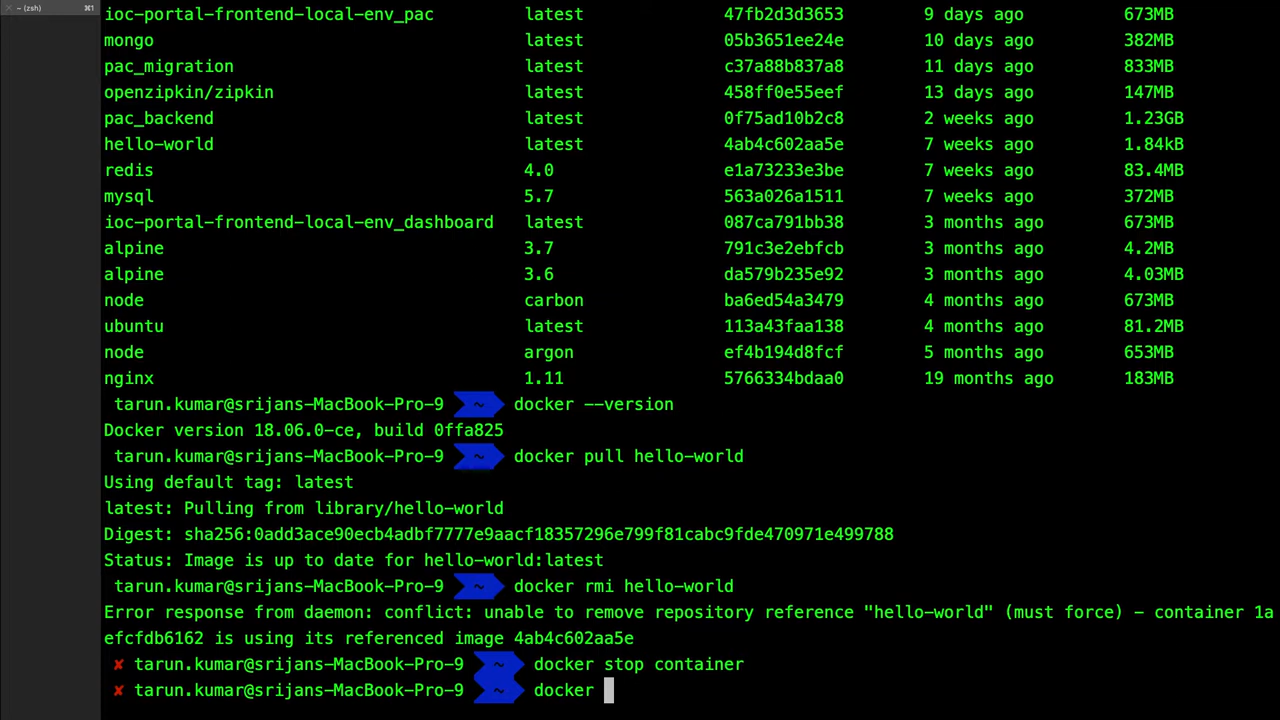 ~ (zsh) ⌘1
ioc-portal-frontend-local-env_pac latest 47fb2d3d3653 9 days ago 673MB
mongo latest 05b3651ee24e 10 days ago 382MB
pac_migration latest c37a88b837a8 11 days ago 833MB
openzipkin/zipkin latest 458ff0e55eef 13 days ago 147MB
pac_backend latest 0f75ad10b2c8 2 weeks ago 1.23GB
hello-world latest 4ab4c602aa5e 7 weeks ago 1.84kB
redis 4.0 e1a73233e3be 7 weeks ago 83.4MB
mysql 5.7 563a026a1511 7 weeks ago 372MB
ioc-portal-frontend-local-env_dashboard latest 087ca791bb38 3 months ago 673MB
alpine 3.7 791c3e2ebfcb 3 months ago 4.2MB
alpine 3.6 da579b235e92 3 months ago 4.03MB
node carbon ba6ed54a3479 4 months ago 673MB
ubuntu latest 113a43faa138 4 months ago 81.2MB
node argon ef4b194d8fcf 5 months ago 653MB
nginx 1.11 5766334bdaa0 19 months ago 183MB
tarun.kumar@srijans-MacBook-Pro-9 ~ docker --version
Docker version 18.06.0-ce, build 0ffa825
tarun.kumar@srijans-MacBook-Pro-9 ~ docker pull hello-world
Using default tag: latest
latest: Pulling from library/hello-world
Digest: sha256:0add3ace90ecb4adbf7777e9aacf18357296e799f81cabc9fde470971e499788
Status: Image is up to date for hello-world:latest
tarun.kumar@srijans-MacBook-Pro-9 ~ docker rmi hello-world
Error response from daemon: conflict: unable to remove repository reference "hello-world" (must force) - container 1a
efcfdb6162 is using its referenced image 4ab4c602aa5e
✘ tarun.kumar@srijans-MacBook-Pro-9 ~ docker stop container
✘ tarun.kumar@srijans-MacBook-Pro-9 ~ docker